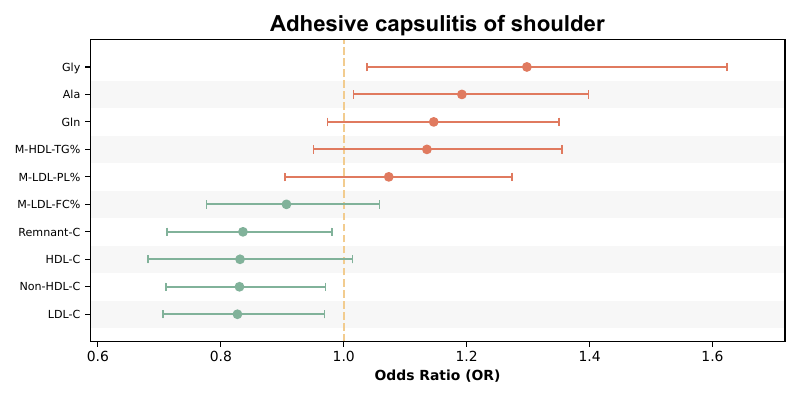 Adhesive capsulitis of shoulder
Gly
Ala
Gln
M-HDL-TG%
M-LDL-PL%
M-LDL-FC%
Remnant-C
HDL-C
Non-HDL-C
LDL-C
0.6 0.8 1.0 1.2 1.4 1.6
Odds Ratio (OR)